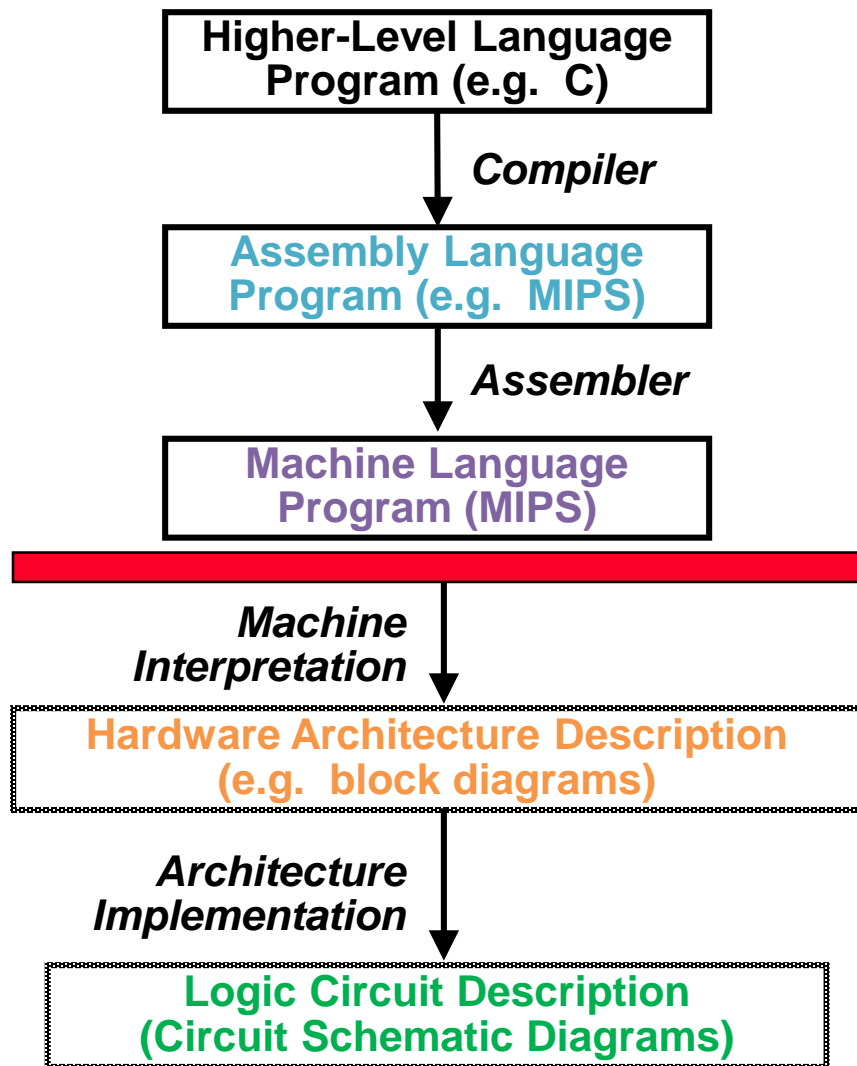 Higher-Level Language
Program (e.g. C)
Compiler
Assembly Language
Program (e.g. MIPS)
Assembler
Machine Language
Program (MIPS)
Machine
Interpretation
Hardware Architecture Description
(e.g. block diagrams)
Architecture
Implementation
Logic Circuit Description
(Circuit Schematic Diagrams)